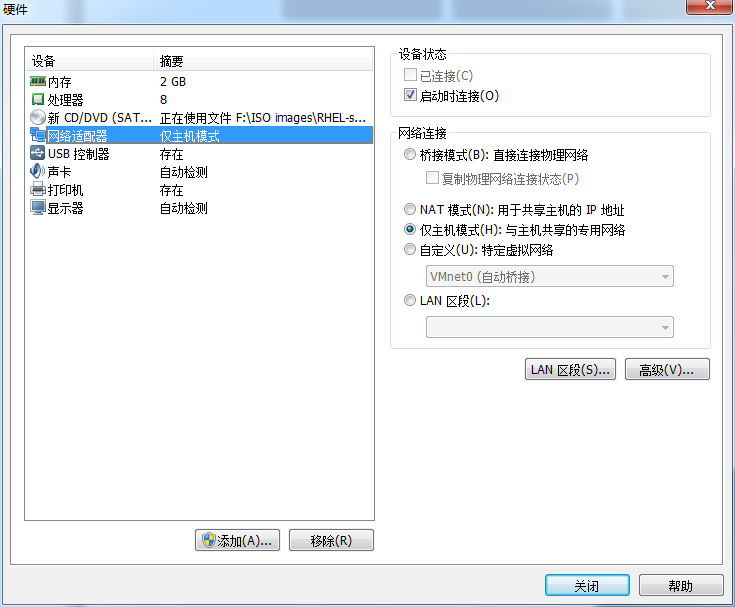 硬件
设备 摘要
内存 2 GB
处理器 8
新 CD/DVD (SAT... 正在使用文件 F:\ISO images\RHEL-s...
网络适配器 仅主机模式
USB 控制器 存在
声卡 自动检测
打印机 存在
显示器 自动检测
添加(A)... 移除(R)
设备状态
已连接(C)
启动时连接(O)
网络连接
桥接模式(B): 直接连接物理网络
复制物理网络连接状态(P)
NAT 模式(N): 用于共享主机的 IP 地址
仅主机模式(H): 与主机共享的专用网络
自定义(U): 特定虚拟网络
VMnet0 (自动桥接)
LAN 区段(L):
LAN 区段(S)... 高级(V)...
关闭 帮助